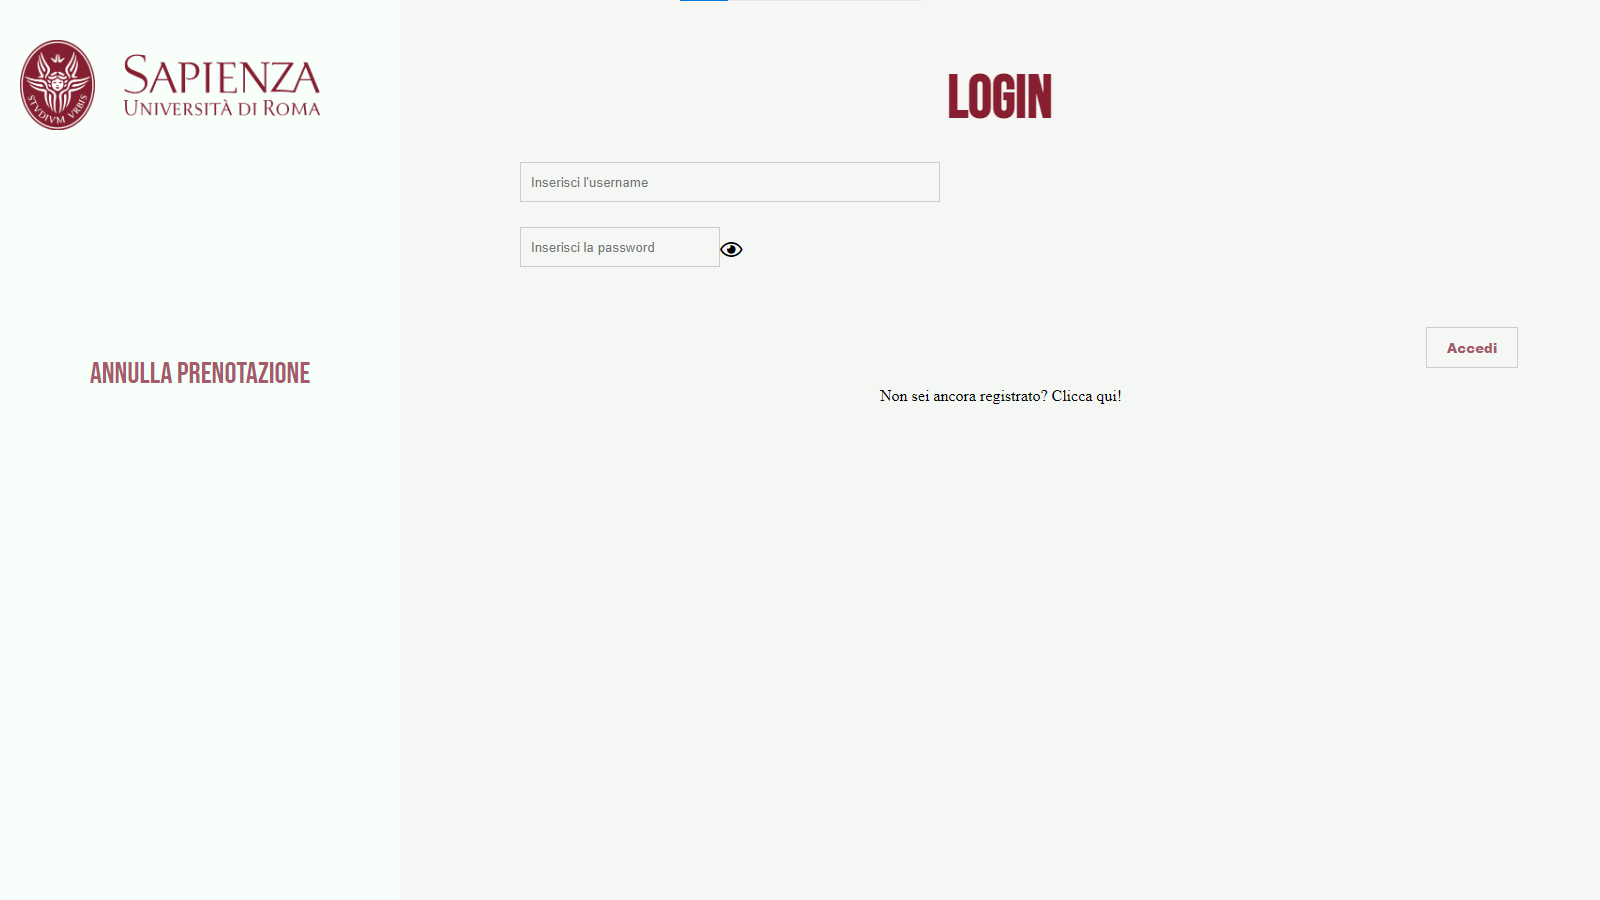 STVDIVM VRBIS
SAPIENZA
UNIVERSITÀ DI ROMA
ANNULLA PRENOTAZIONE
LOGIN
Inserisci l'username
Inserisci la password
Accedi
Non sei ancora registrato? Clicca qui!